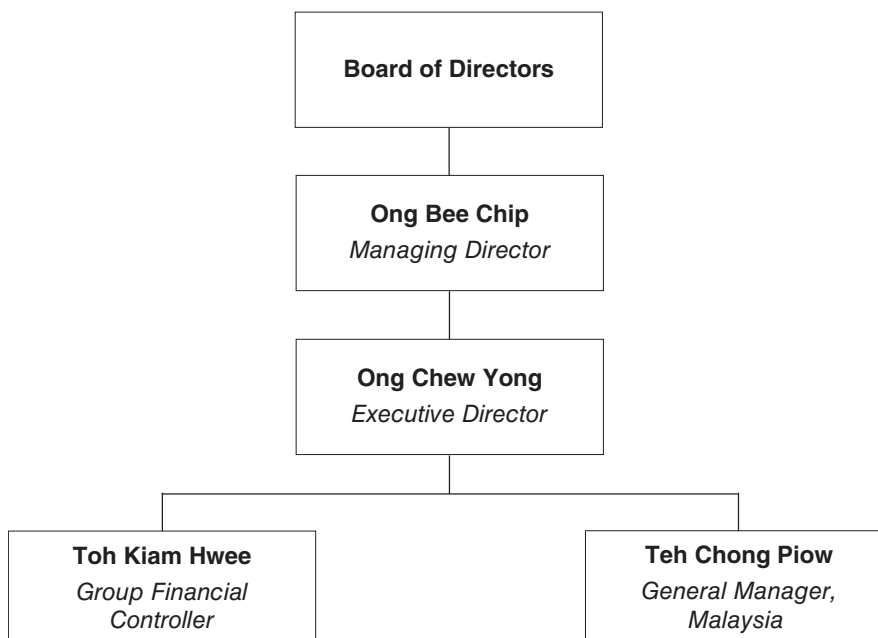 Board of Directors
Ong Bee Chip
Managing Director
Ong Chew Yong
Executive Director
Toh Kiam Hwee
Group Financial
Controller
Teh Chong Piow
General Manager,
Malaysia